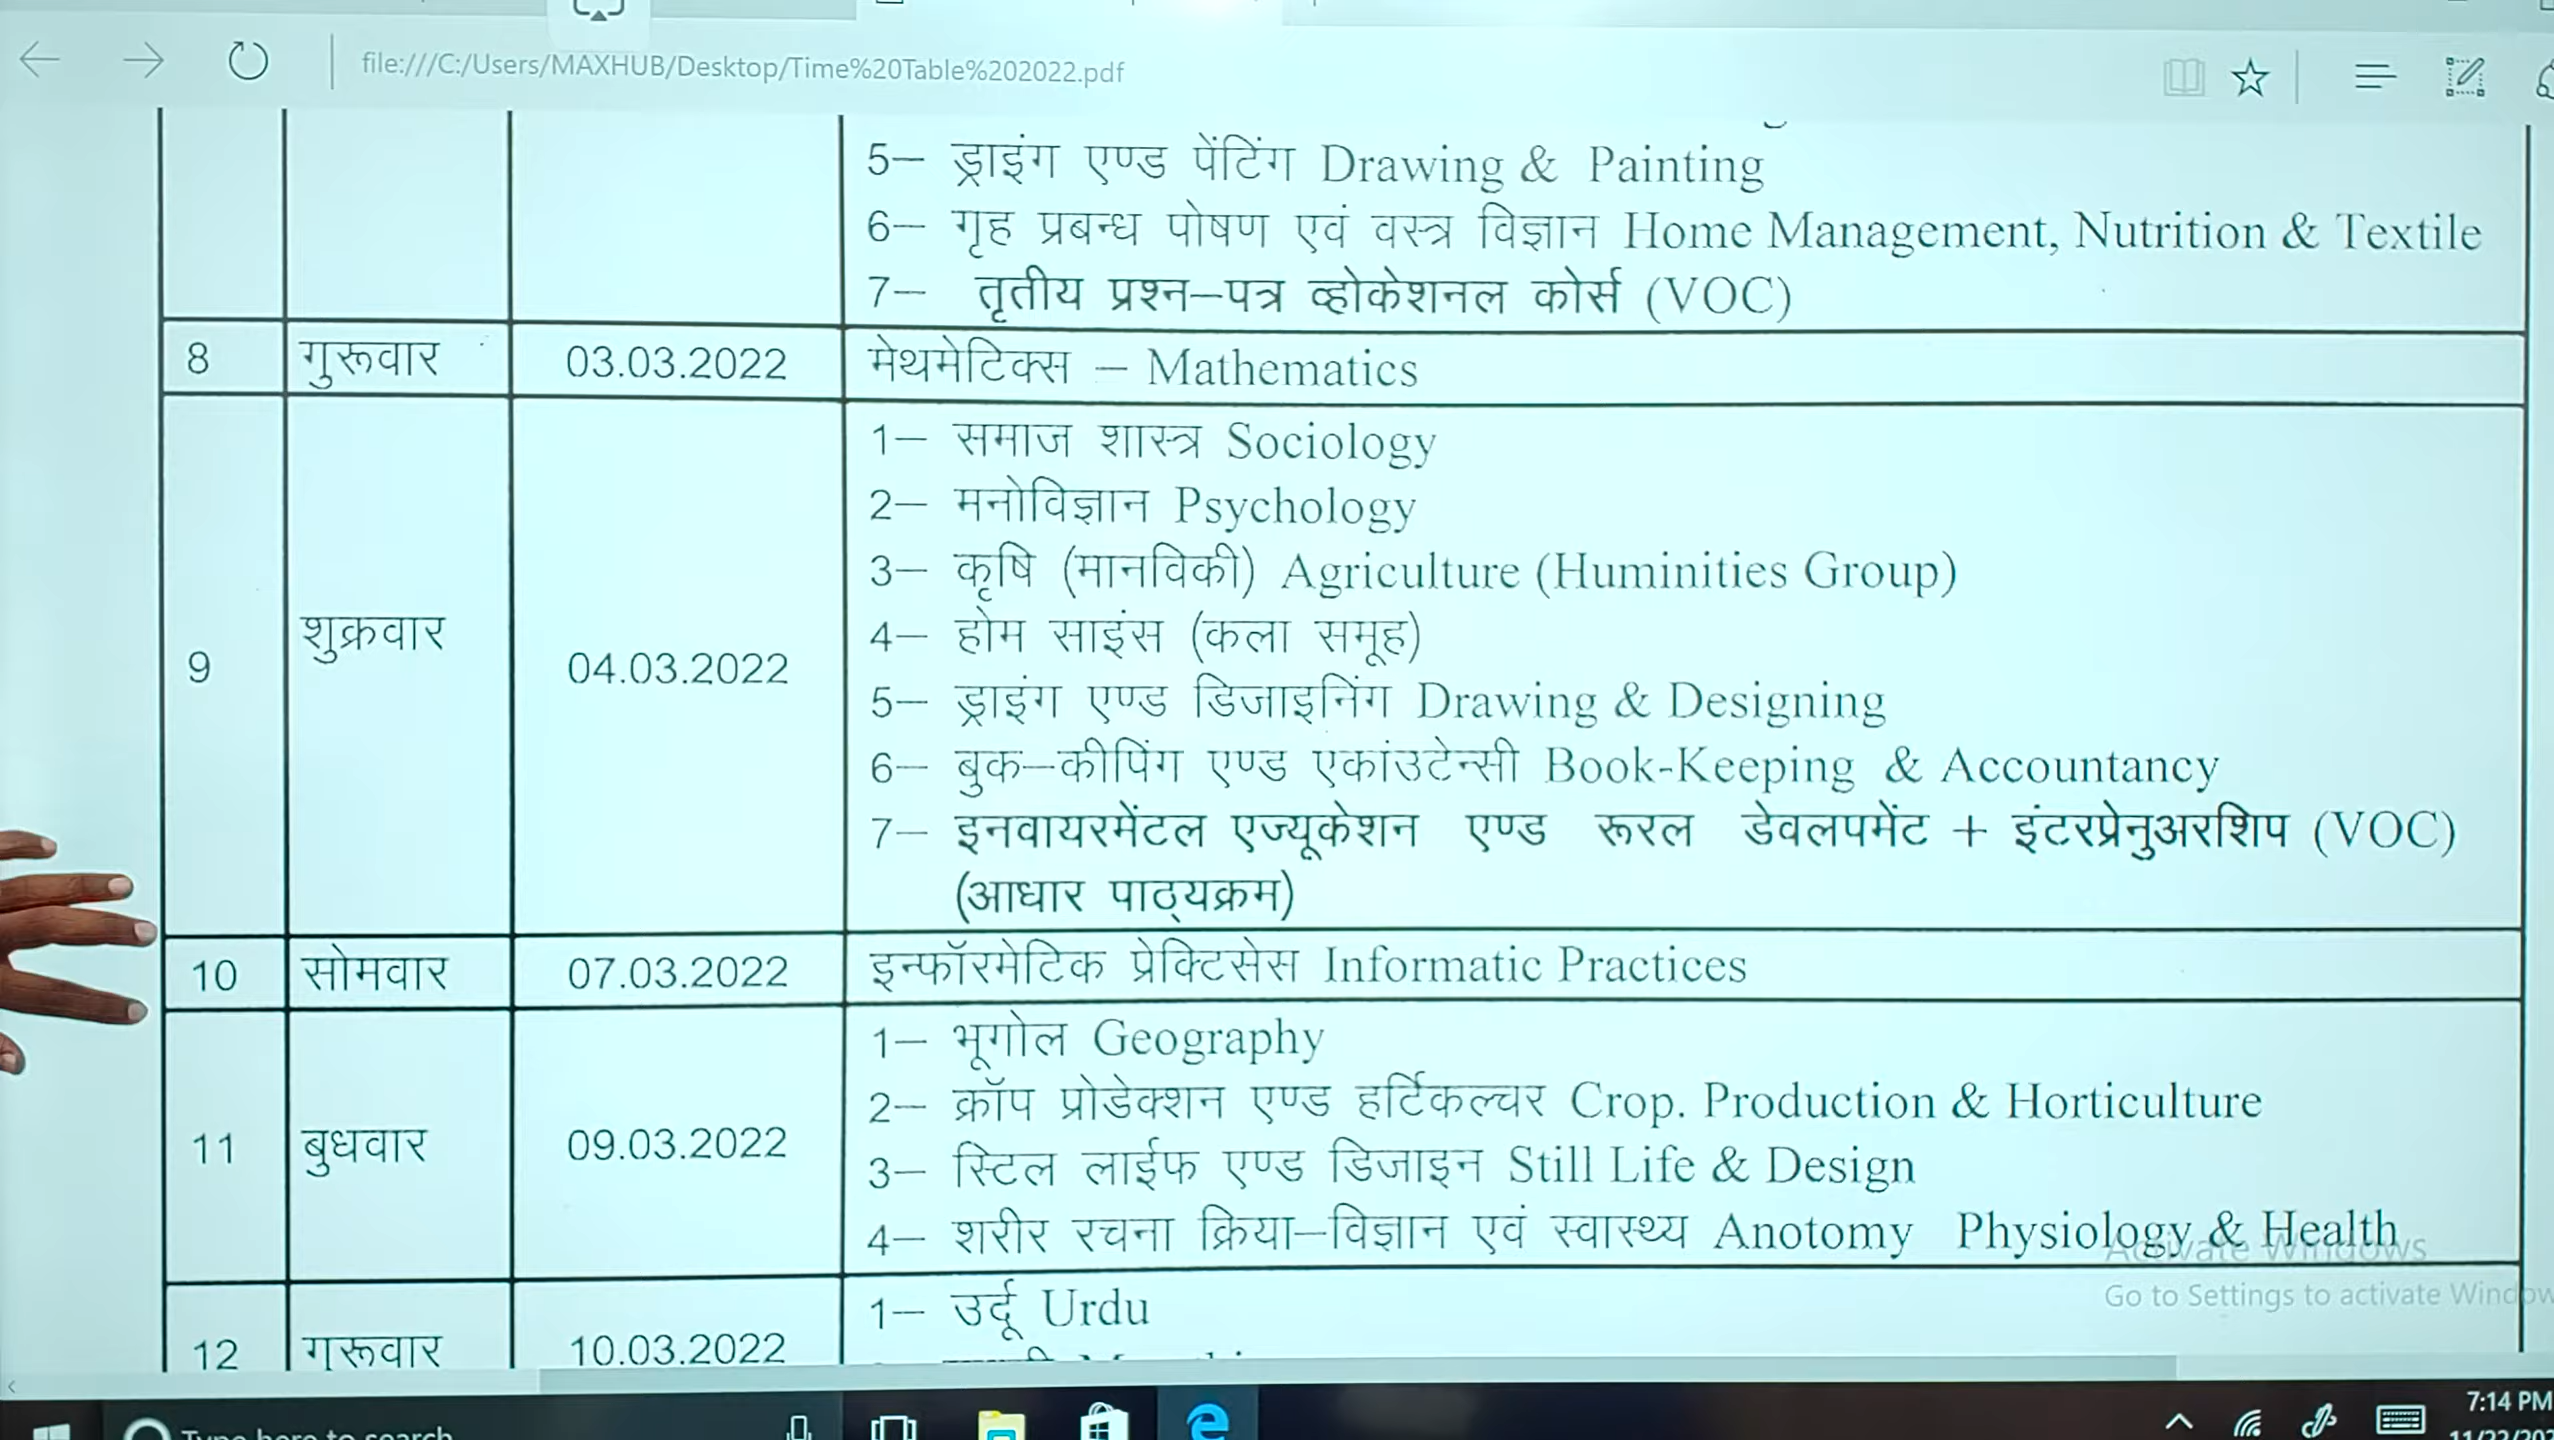 file:///C:/Users/MAXHUB/Desktop/Time%20Table%202022.pdf
5– ड्राइंग एण्ड पेंटिंग Drawing & Painting
6– गृह प्रबन्ध पोषण एवं वस्त्र विज्ञान Home Management, Nutrition & Textile
7– तृतीय प्रश्न–पत्र व्होकेशनल कोर्स (VOC)
8 गुरूवार 03.03.2022 मेथमेटिक्स – Mathematics
1– समाज शास्त्र Sociology
2– मनोविज्ञान Psychology
3– कृषि (मानविकी) Agriculture (Huminities Group)
4– होम साइंस (कला समूह)
9 शुक्रवार 04.03.2022
5– ड्राइंग एण्ड डिजाइनिंग Drawing & Designing
6– बुक–कीपिंग एण्ड एकांउटेन्सी Book-Keeping & Accountancy
7– इनवायरमेंटल एज्यूकेशन एण्ड रूरल डेवलपमेंट + इंटरप्रेनुअरशिप (VOC)
(आधार पाठ्यक्रम)
10 सोमवार 07.03.2022 इन्फॉरमेटिक प्रेक्टिसेस Informatic Practices
1– भूगोल Geography
2– क्रॉप प्रोडेक्शन एण्ड हर्टिकल्चर Crop. Production & Horticulture
11 बुधवार 09.03.2022
3– स्टिल लाईफ एण्ड डिजाइन Still Life & Design
4– शरीर रचना क्रिया–विज्ञान एवं स्वास्थ्य Anotomy Physiology & Health
Activate Windows
Go to Settings to activate Windows
1– उर्दू Urdu
12 गुरूवार 10.03.2022
Type here to search
7:14 PM